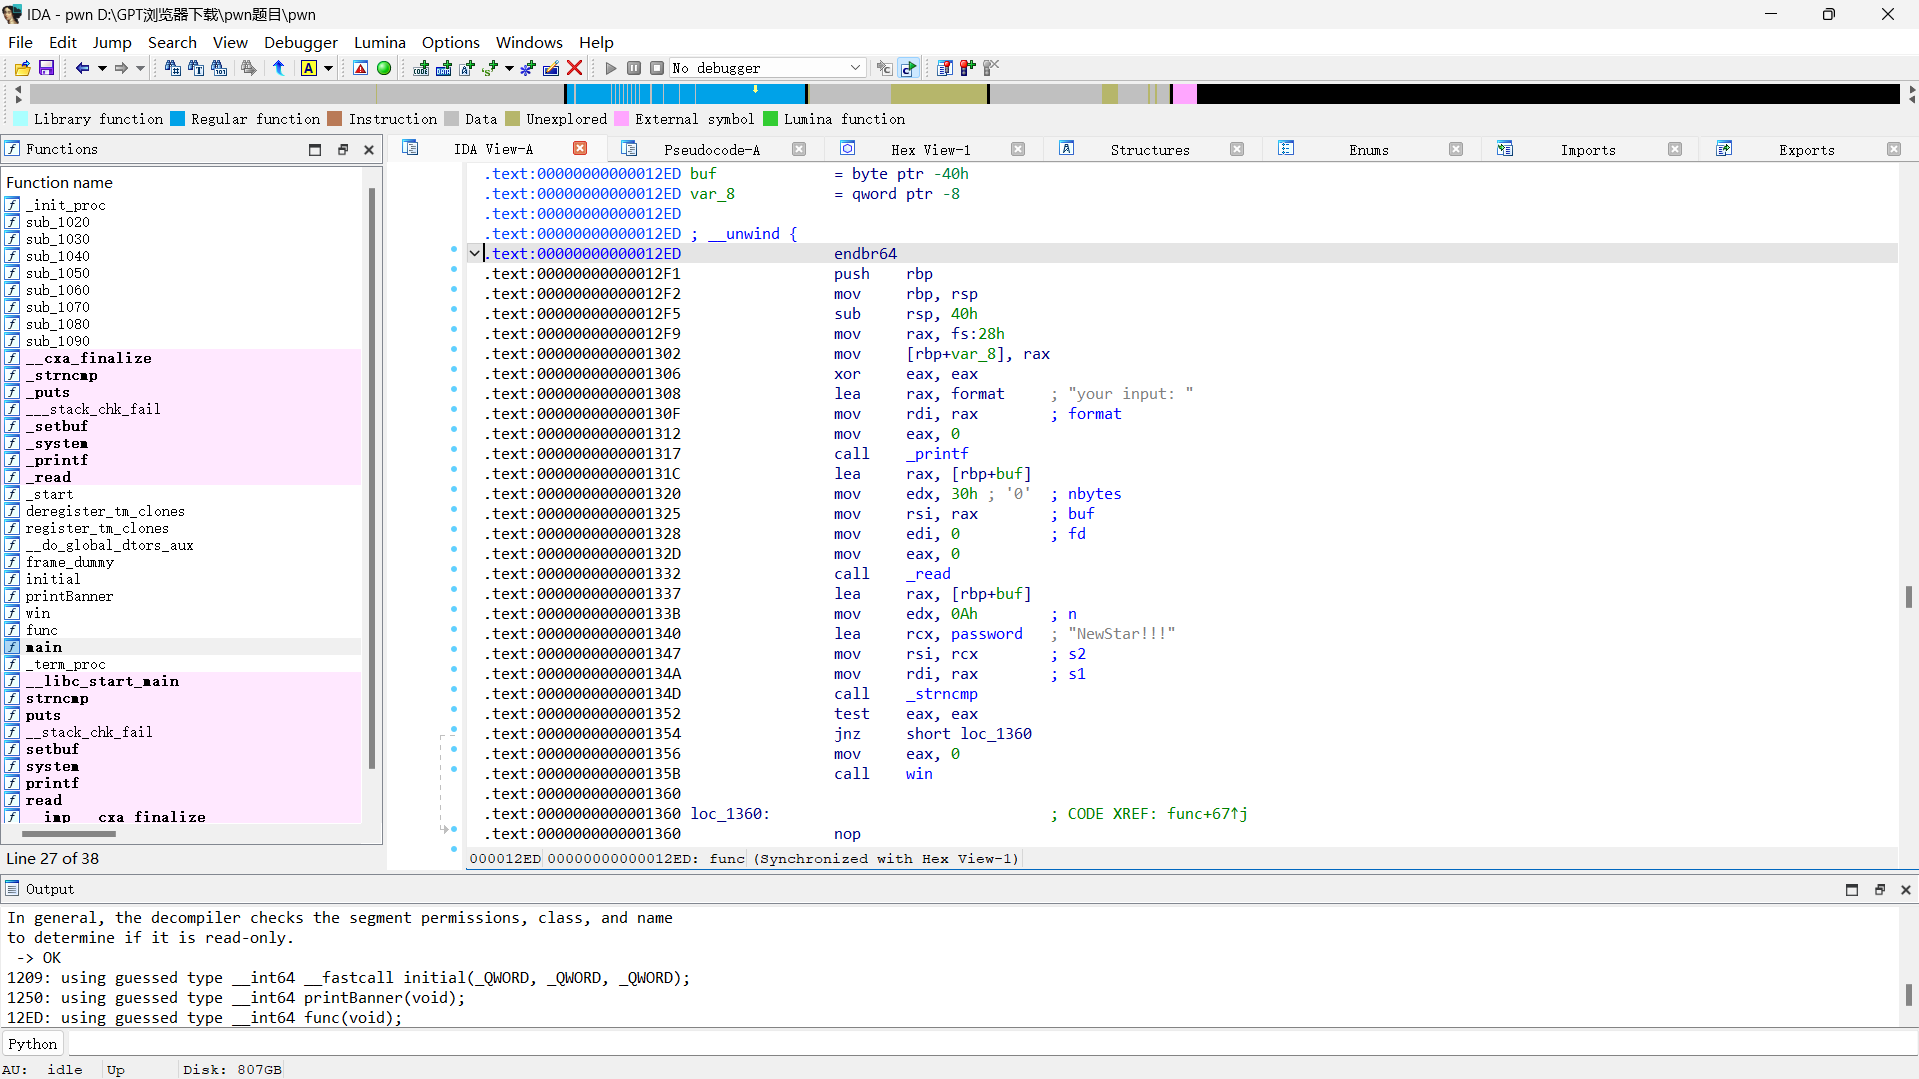 IDA - pwn D:\GPT浏览器下载\pwn题目\pwn
File Edit Jump Search View Debugger Lumina Options Windows Help
No debugger
Library function Regular function Instruction Data Unexplored External symbol Lumina function
Functions
IDA View-A Pseudocode-A Hex View-1 Structures Enums Imports Exports
Function name
_init_proc
sub_1020
sub_1030
sub_1040
sub_1050
sub_1060
sub_1070
sub_1080
sub_1090
__cxa_finalize
_strncmp
_puts
___stack_chk_fail
_setbuf
_system
_printf
_read
_start
deregister_tm_clones
register_tm_clones
__do_global_dtors_aux
frame_dummy
initial
printBanner
win
func
main
_term_proc
__libc_start_main
strncmp
puts
__stack_chk_fail
setbuf
system
printf
read
__imp___cxa_finalize
Line 27 of 38
.text:00000000000012ED buf = byte ptr -40h
.text:00000000000012ED var_8 = qword ptr -8
.text:00000000000012ED
.text:00000000000012ED ; __unwind {
.text:00000000000012ED endbr64
.text:00000000000012F1 push rbp
.text:00000000000012F2 mov rbp, rsp
.text:00000000000012F5 sub rsp, 40h
.text:00000000000012F9 mov rax, fs:28h
.text:0000000000001302 mov [rbp+var_8], rax
.text:0000000000001306 xor eax, eax
.text:0000000000001308 lea rax, format ; "your input: "
.text:000000000000130F mov rdi, rax ; format
.text:0000000000001312 mov eax, 0
.text:0000000000001317 call _printf
.text:000000000000131C lea rax, [rbp+buf]
.text:0000000000001320 mov edx, 30h ; '0' ; nbytes
.text:0000000000001325 mov rsi, rax ; buf
.text:0000000000001328 mov edi, 0 ; fd
.text:000000000000132D mov eax, 0
.text:0000000000001332 call _read
.text:0000000000001337 lea rax, [rbp+buf]
.text:000000000000133B mov edx, 0Ah ; n
.text:0000000000001340 lea rcx, password ; "NewStar!!!"
.text:0000000000001347 mov rsi, rcx ; s2
.text:000000000000134A mov rdi, rax ; s1
.text:000000000000134D call _strncmp
.text:0000000000001352 test eax, eax
.text:0000000000001354 jnz short loc_1360
.text:0000000000001356 mov eax, 0
.text:000000000000135B call win
.text:0000000000001360
.text:0000000000001360 loc_1360: ; CODE XREF: func+67↑j
.text:0000000000001360 nop
000012ED 00000000000012ED: func (Synchronized with Hex View-1)
Output
In general, the decompiler checks the segment permissions, class, and name
to determine if it is read-only.
-> OK
1209: using guessed type __int64 __fastcall initial(_QWORD, _QWORD, _QWORD);
1250: using guessed type __int64 printBanner(void);
12ED: using guessed type __int64 func(void);
Python
AU: idle Up Disk: 807GB